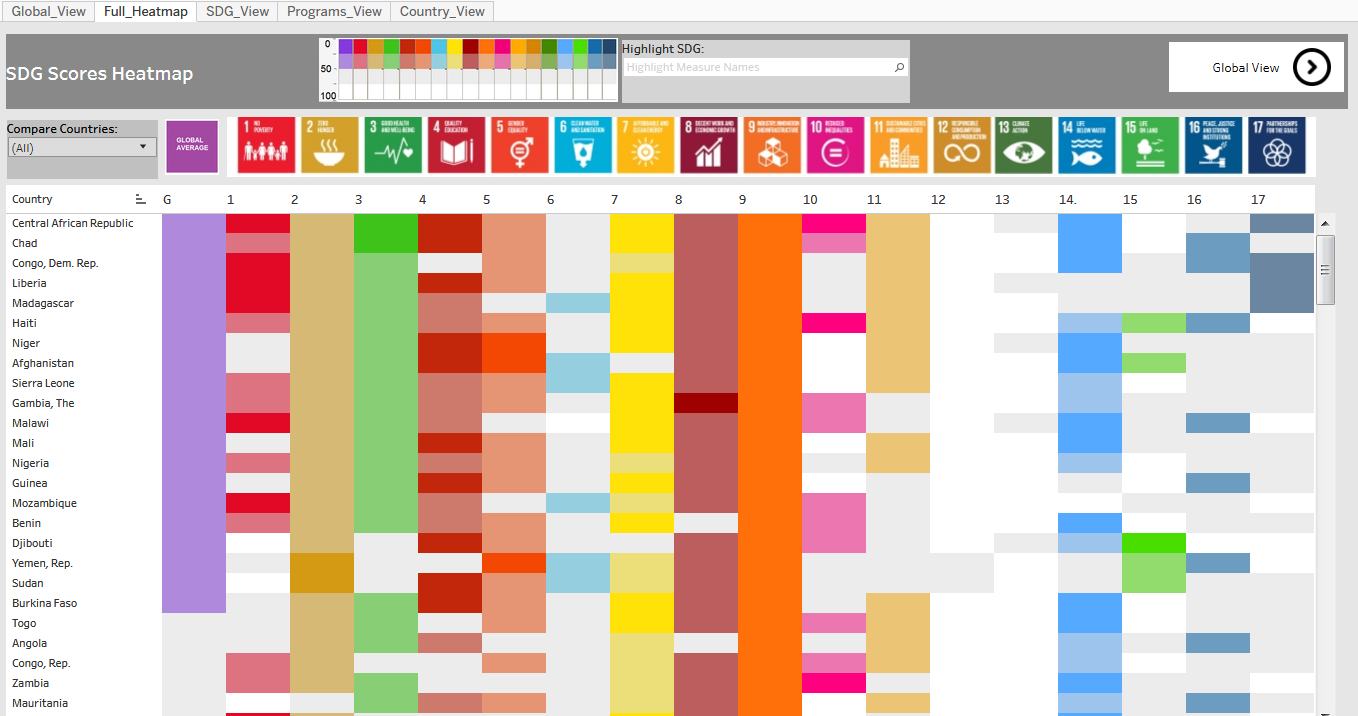 Global_View Full_Heatmap SDG_View Programs_View Country_View
SDG Scores Heatmap
0
50
100
Highlight SDG:
Highlight Measure Names
Global View
Compare Countries:
(All)
GLOBAL
AVERAGE
1 NO
POVERTY
2 ZERO
HUNGER
3 GOOD HEALTH
AND WELL-BEING
4 QUALITY
EDUCATION
5 GENDER
EQUALITY
6 CLEAN WATER
AND SANITATION
7 AFFORDABLE AND
CLEAN ENERGY
8 DECENT WORK AND
ECONOMIC GROWTH
9 INDUSTRY, INNOVATION
AND INFRASTRUCTURE
10 REDUCED
INEQUALITIES
11 SUSTAINABLE CITIES
AND COMMUNITIES
12 RESPONSIBLE
CONSUMPTION
AND PRODUCTION
13 CLIMATE
ACTION
14 LIFE
BELOW WATER
15 LIFE
ON LAND
16 PEACE, JUSTICE
AND STRONG
INSTITUTIONS
17 PARTNERSHIPS
FOR THE GOALS
Country G 1 2 3 4 5 6 7 8 9 10 11 12 13 14. 15 16 17
Central African Republic
Chad
Congo, Dem. Rep.
Liberia
Madagascar
Haiti
Niger
Afghanistan
Sierra Leone
Gambia, The
Malawi
Mali
Nigeria
Guinea
Mozambique
Benin
Djibouti
Yemen, Rep.
Sudan
Burkina Faso
Togo
Angola
Congo, Rep.
Zambia
Mauritania